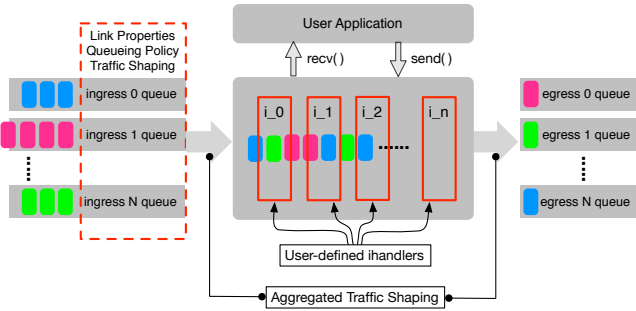 User Application
Link Properties
Queueing Policy
Traffic Shaping
recv()
send()
ingress 0 queue
ingress 1 queue
ingress N queue
i_0
i_1
i_2
i_n
egress 0 queue
egress 1 queue
egress N queue
User-defined ihandlers
Aggregated Traffic Shaping